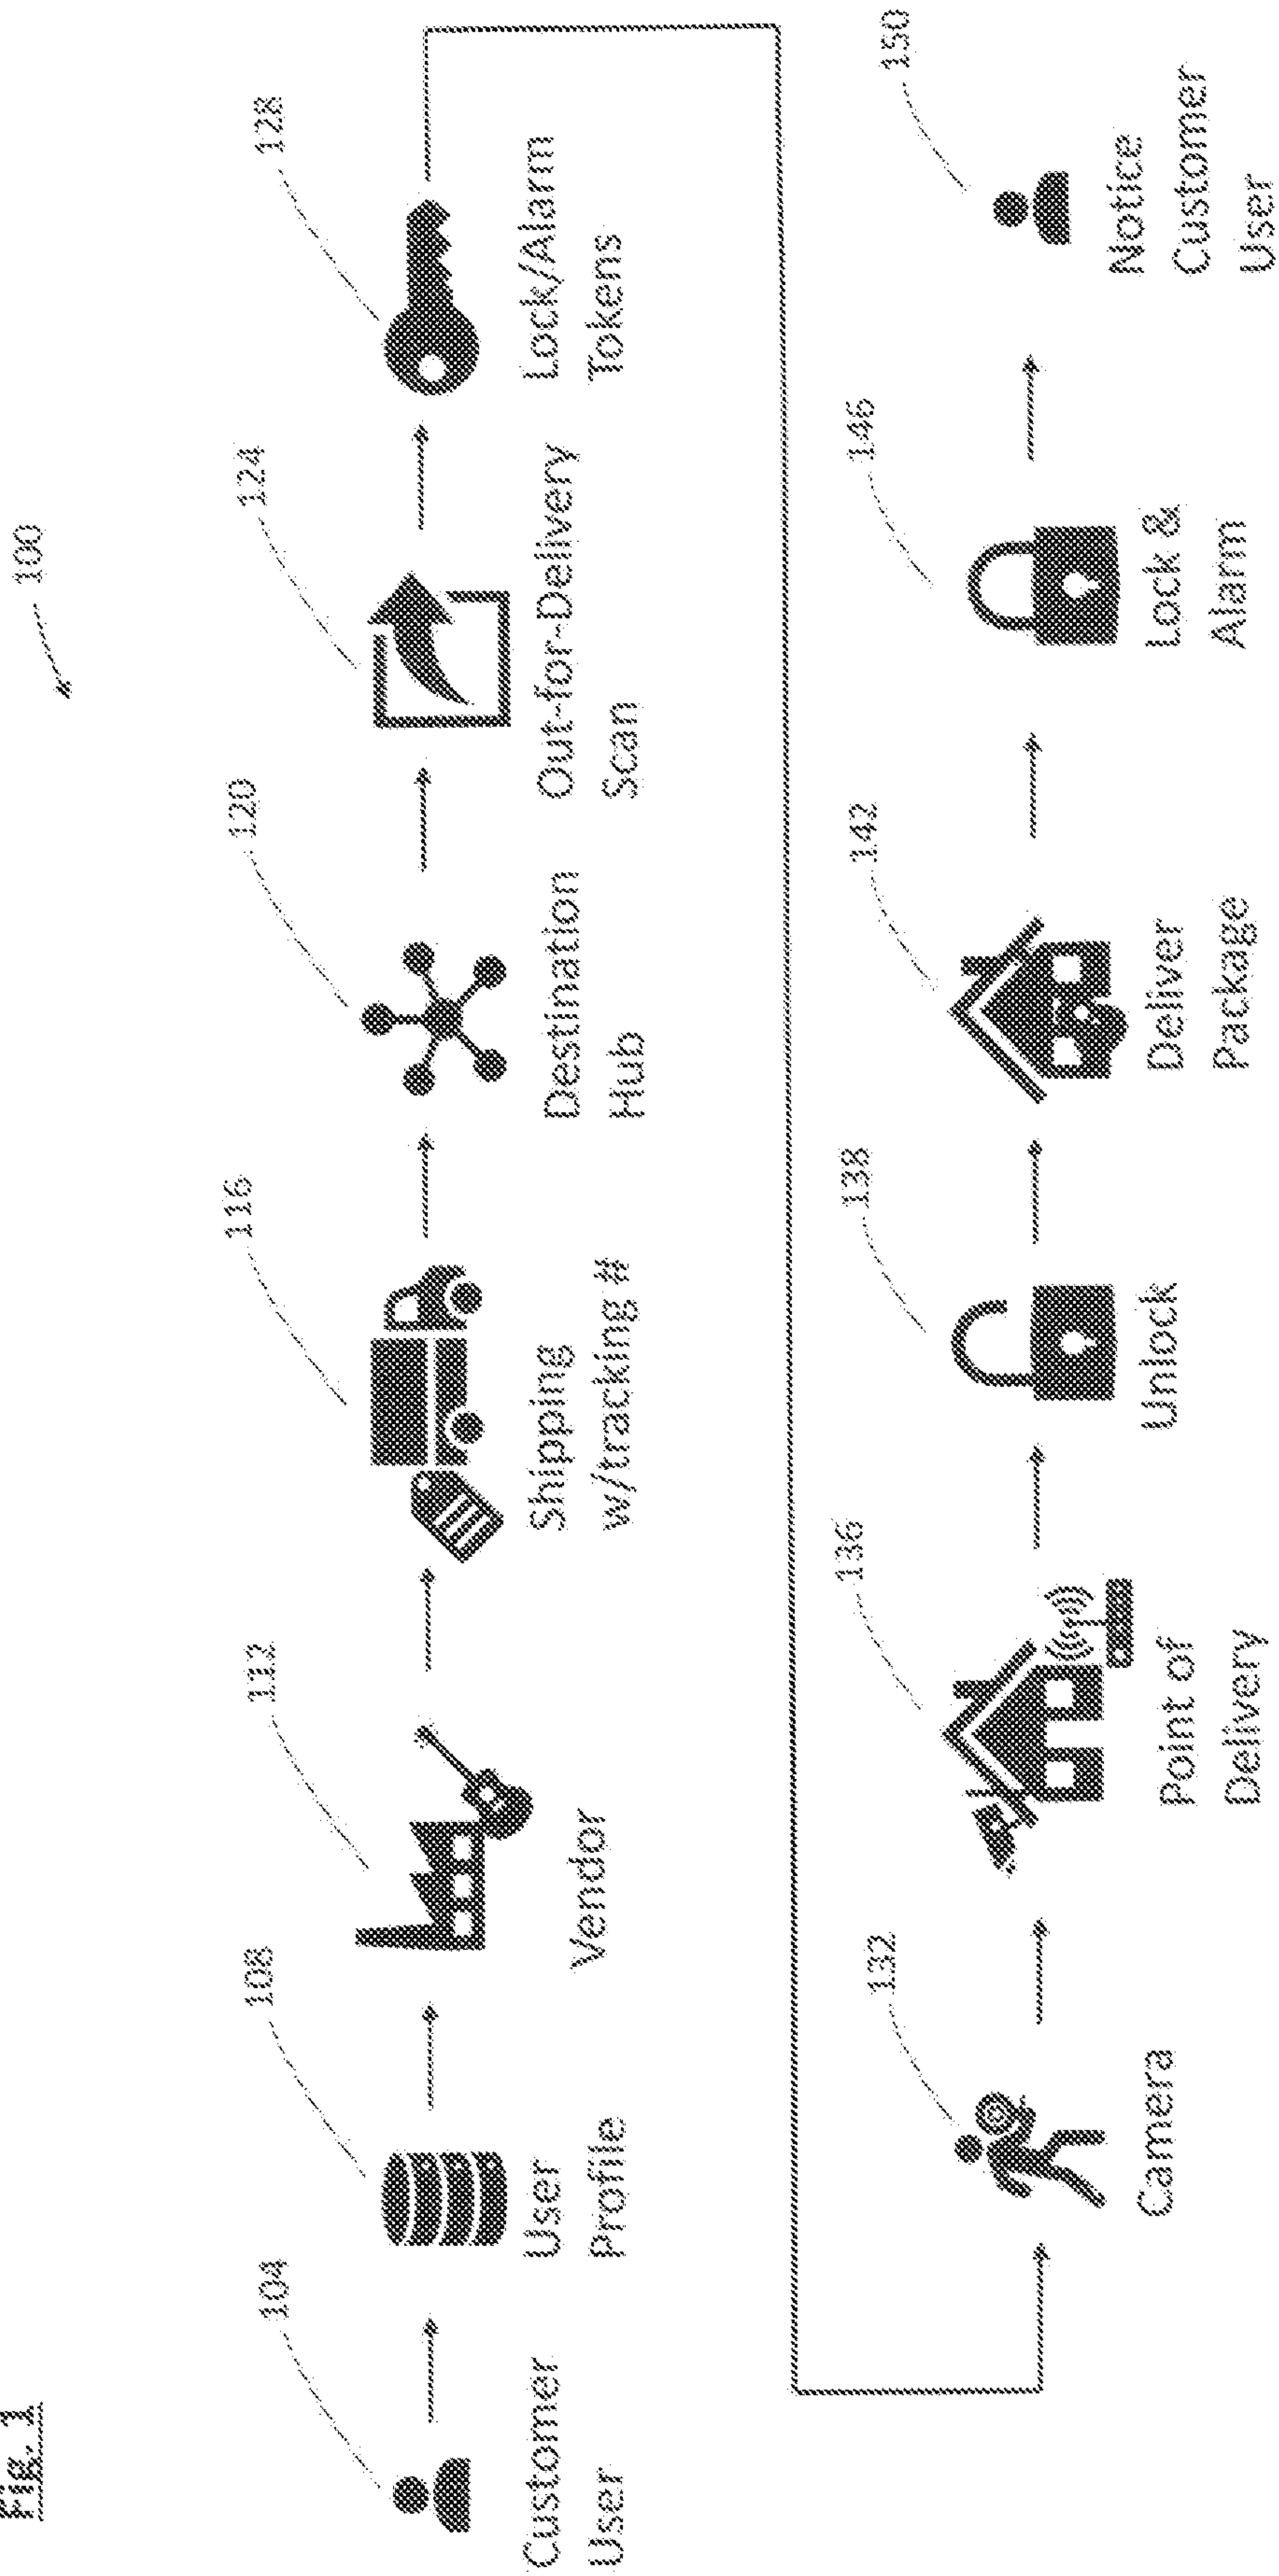 Fig. 1
100
104
Customer
User
108
User
Profile
112
Vendor
116
Shipping
w/tracking #
120
Destination
Hub
124
Out-for-Delivery
Scan
128
Lock/Alarm
Tokens
132
Camera
136
Point of
Delivery
138
Unlock
142
Deliver
Package
146
Lock &
Alarm
150
Notice
Customer
User